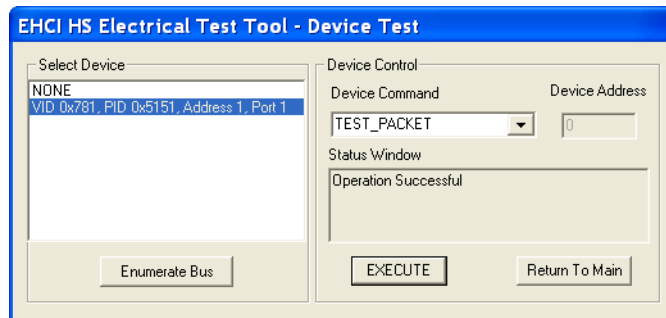 EHCI HS Electrical Test Tool - Device Test
Select Device
NONE
VID 0x781, PID 0x5151, Address 1, Port 1
Enumerate Bus
Device Control
Device Command
Device Address
TEST_PACKET
0
Status Window
Operation Successful
EXECUTE
Return To Main